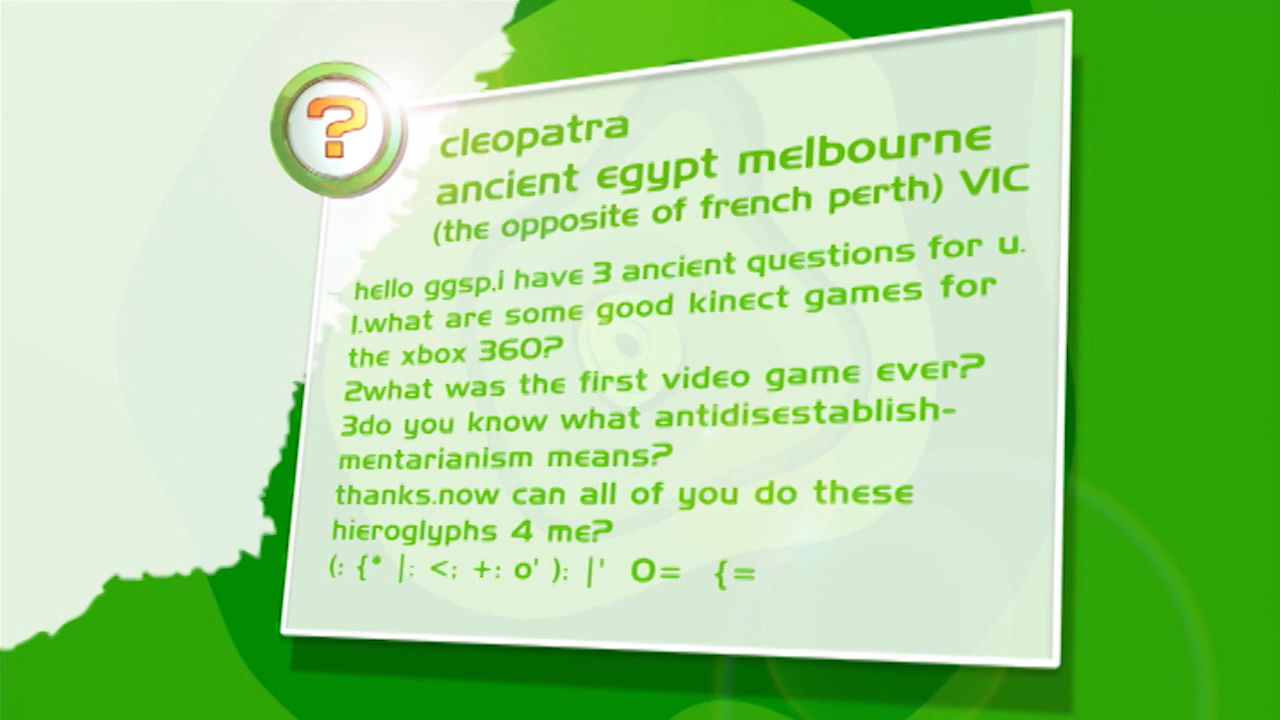 ?
cleopatra
ancient egypt melbourne
(the opposite of french perth) VIC
hello ggsp.i have 3 ancient questions for u.
1.what are some good kinect games for
the xbox 360?
2what was the first video game ever?
3do you know what antidisestablish-
mentarianism means?
thanks.now can all of you do these
hieroglyphs 4 me?
(: {* |: <; +: o' ): |' O= {=